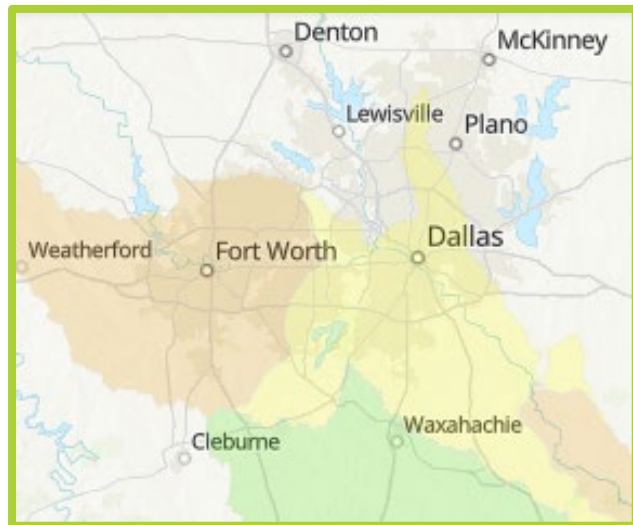 Denton
McKinney
Lewisville
Plano
Weatherford
Fort Worth
Dallas
Waxahachie
Cleburne